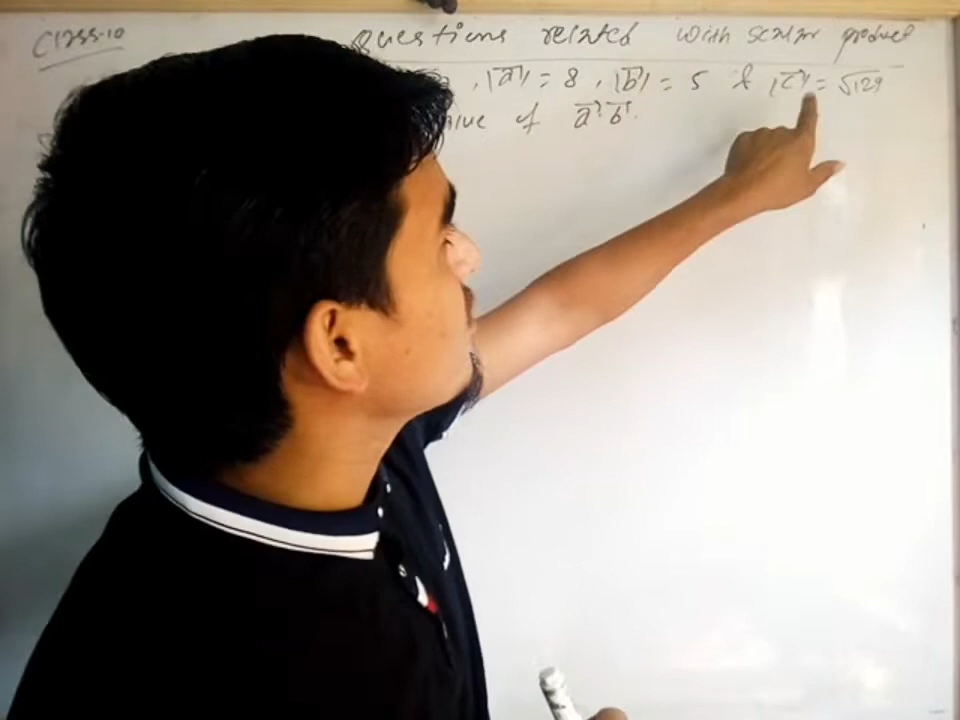 Class-10
questions related with scalar product
, |a⃗| = 8 , |b⃗| = 5 & |c⃗| = √129
value of a⃗.b⃗.